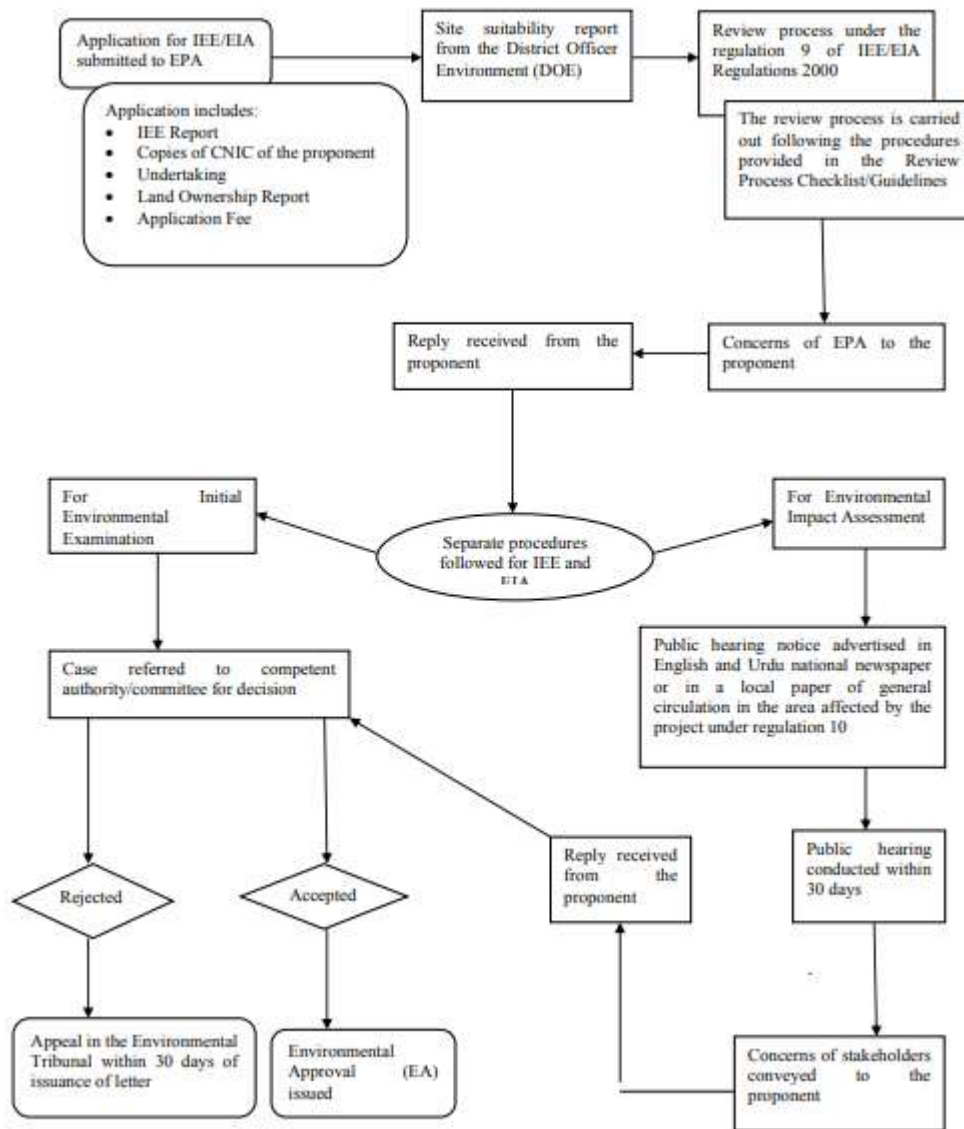 Application for IEE/EIA
submitted to EPA
Site suitability report
from the District Officer
Environment (DOE)
Review process under the
regulation 9 of IEE/EIA
Regulations 2000
Application includes:
• IEE Report
• Copies of CNIC of the proponent
• Undertaking
• Land Ownership Report
• Application Fee
The review process is carried
out following the procedures
provided in the Review
Process Checklist/Guidelines
Reply received from the
proponent
Concerns of EPA to the
proponent
For Initial
Environmental
Examination
Separate procedures
followed for IEE and
EIA
For Environmental
Impact Assessment
Case referred to competent
authority/committee for decision
Public hearing notice advertised in
English and Urdu national newspaper
or in a local paper of general
circulation in the area affected by the
project under regulation 10
Rejected
Accepted
Reply received
from the
proponent
Public hearing
conducted within
30 days
Appeal in the Environmental
Tribunal within 30 days of
issuance of letter
Environmental
Approval (EA)
issued
Concerns of stakeholders
conveyed to the
proponent